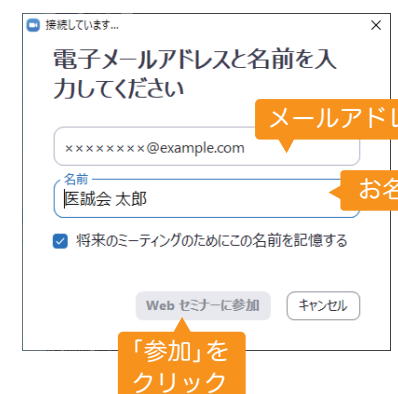 接続しています...
電子メールアドレスと名前を入
力してください
メールアドレ
××××××××@example.com
名前
医誠会 太郎
お名
将来のミーティングのためにこの名前を記憶する
Web セミナーに参加
キャンセル
「参加」を
クリック